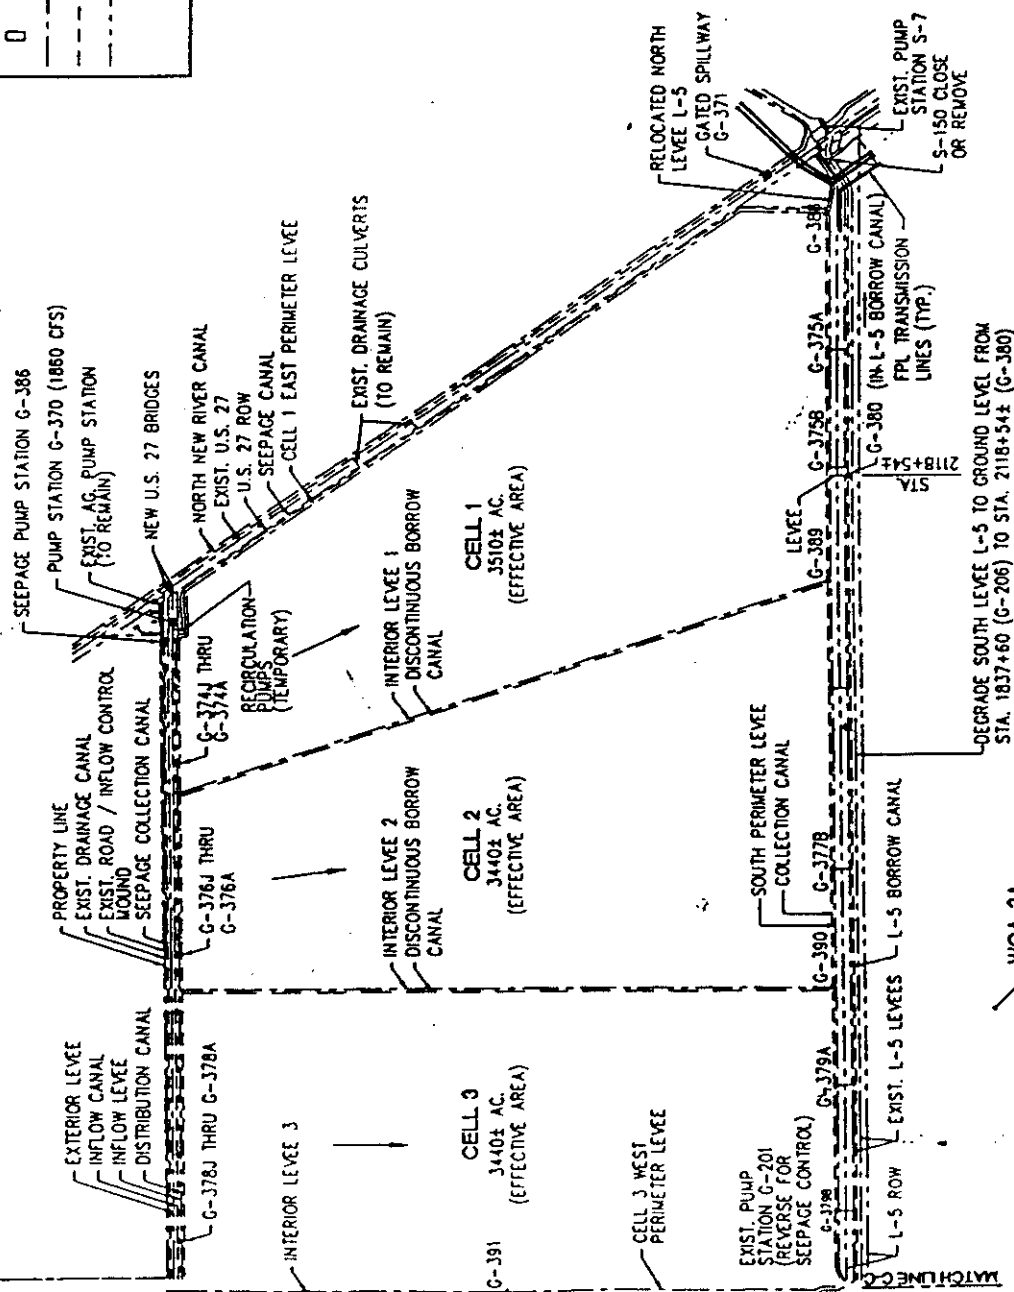 SEEPAGE PUMP STATION G-386
PUMP STATION G-370 (1860 CFS)
EXIST. AG. PUMP STATION
(TO REMAIN)
NEW U.S. 27 BRIDGES
NORTH NEW RIVER CANAL
EXIST. U.S. 27
U.S. 27 ROW
SEEPAGE CANAL
CELL 1 EAST PERIMETER LEVEE
EXIST. DRAINAGE CULVERTS
(TO REMAIN)
RELOCATED NORTH
LEVEE L-5
GATED SPILLWAY
G-371
EXIST. PUMP
STATION S-7
S-150 CLOSE
OR REMOVE
PROPERTY LINE
EXIST. DRAINAGE CANAL
EXIST. ROAD / INFLOW CONTROL
MOUND
SEEPAGE COLLECTION CANAL
G-374J THRU
G-374A
RECIRCULATION
PUMPS
(TEMPORARY)
G-376J THRU
G-376A
INTERIOR LEVEE 1
DISCONTINUOUS BORROW
CANAL
CELL 1
3510± AC.
(EFFECTIVE AREA)
EXTERIOR LEVEE
INFLOW CANAL
INFLOW LEVEE
DISTRIBUTION CANAL
G-378J THRU G-378A
INTERIOR LEVEE 2
DISCONTINUOUS BORROW
CANAL
CELL 2
3440± AC.
(EFFECTIVE AREA)
INTERIOR LEVEE 3
CELL 3
3440± AC.
(EFFECTIVE AREA)
G-391
CELL 3 WEST
PERIMETER LEVEE
EXIST. PUMP
STATION G-201
(REVERSE FOR
SEEPAGE CONTROL)
G-379B
G-379A
G-390
SOUTH PERIMETER LEVEE
COLLECTION CANAL
G-377B
G-389
LEVEE
G-375B
G-375A
G-388
G-380 (IN L-5 BORROW CANAL)
FPL TRANSMISSION
LINES (TYP.)
STA.
2118+54±
L-5 ROW
EXIST. L-5 LEVEES
L-5 BORROW CANAL
DEGRADE SOUTH LEVEE L-5 TO GROUND LEVEL FROM
STA. 1837+60 (G-206) TO STA. 2118+54± (G-380)
MATCH LINE C-C